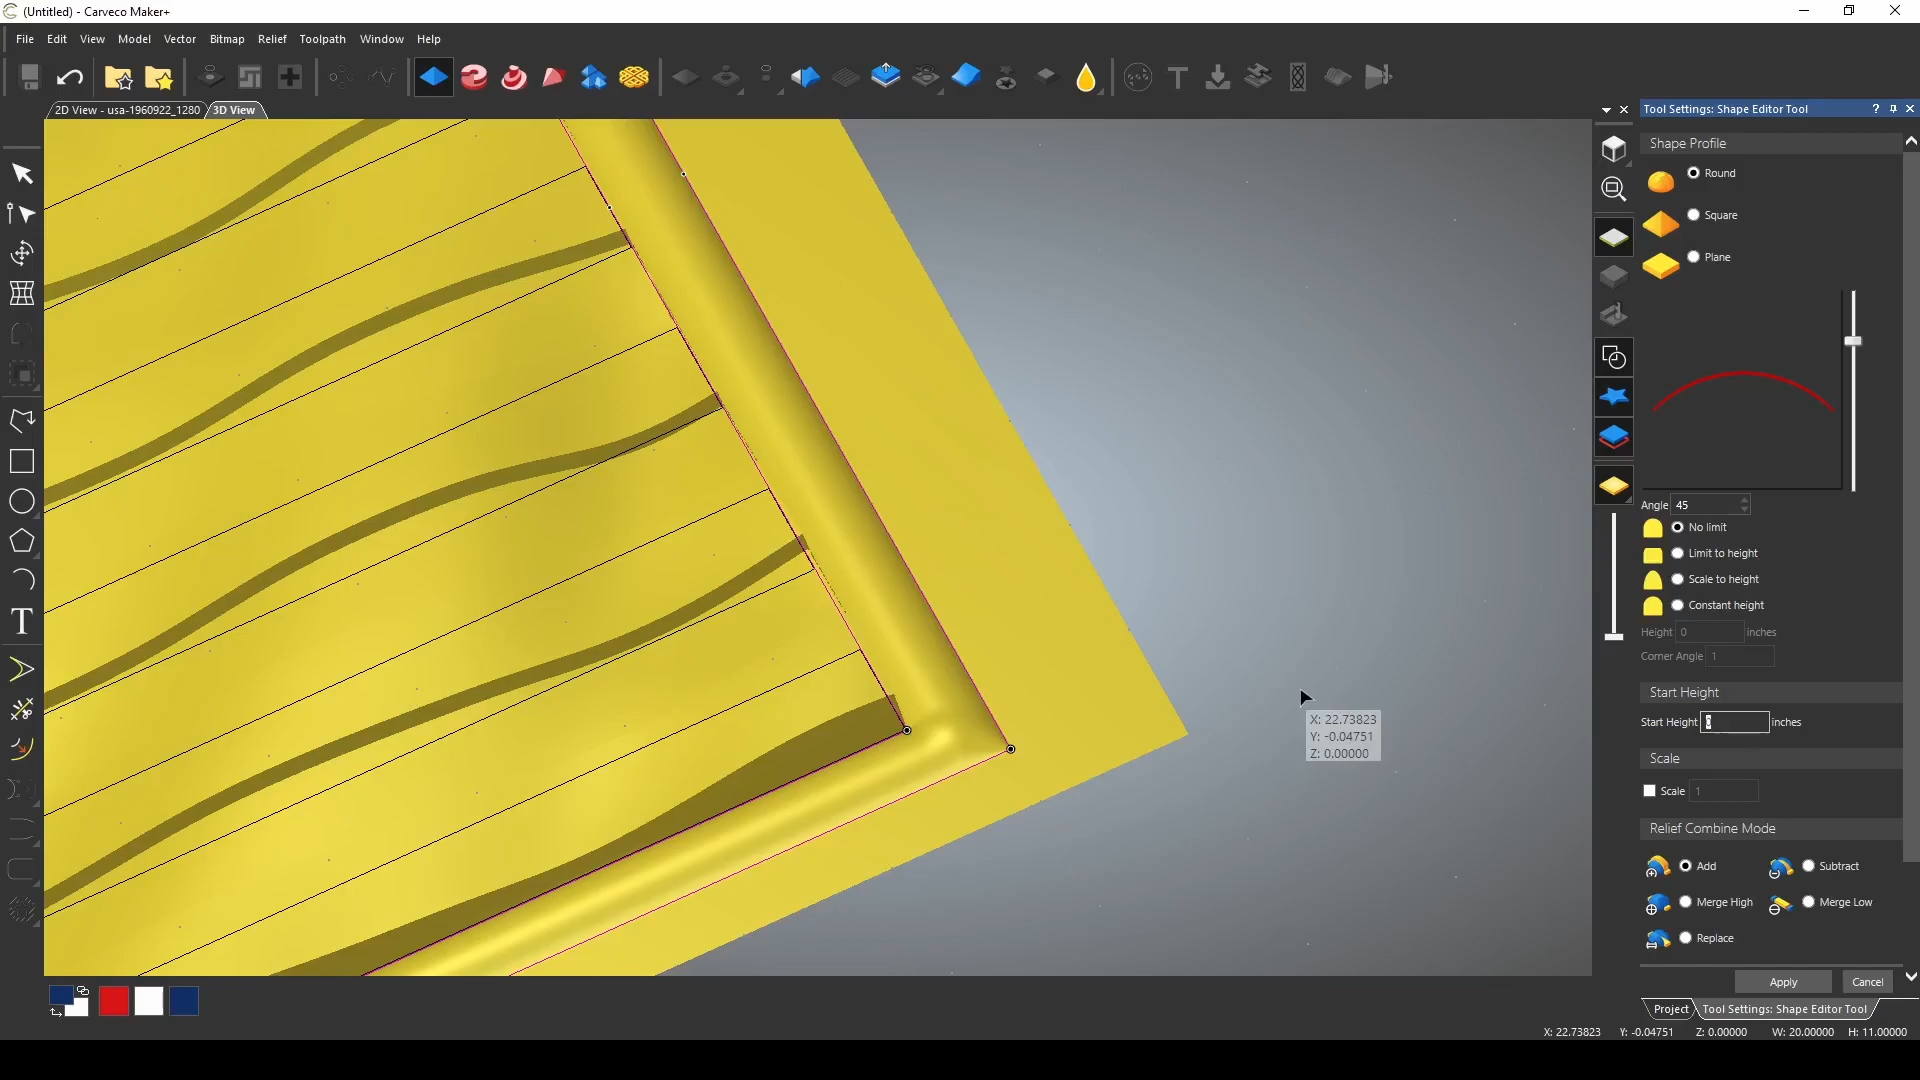 (Untitled) - Carveco Maker+
File Edit View Model Vector Bitmap Relief Toolpath Window Help
2D View - usa-1960922_1280 3D View
Tool Settings: Shape Editor Tool
Shape Profile
Round
Square
Plane
Angle 45
No limit
Limit to height
Scale to height
Constant height
Height 0 inches
Corner Angle 1
Start Height
Start Height 0 inches
Scale
Scale 1
Relief Combine Mode
Add Subtract
Merge High Merge Low
Replace
Apply Cancel
Project Tool Settings: Shape Editor Tool
X: 22.73823
Y: -0.04751
Z: 0.00000
X: 22.73823 Y: -0.04751 Z: 0.00000 W: 20.00000 H: 11.00000